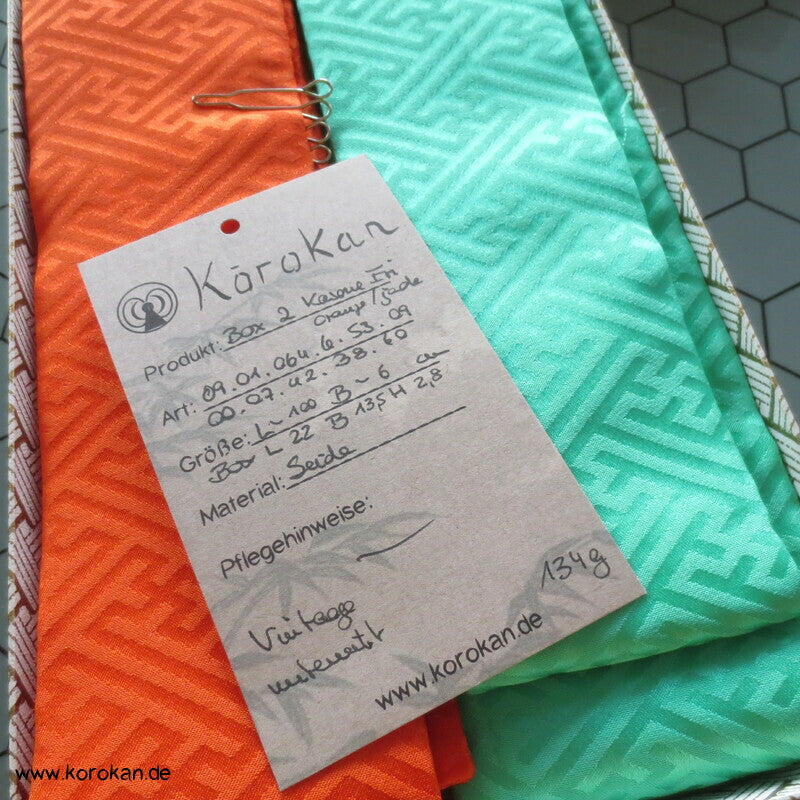 KōroKan
Produkt: Box 2 Kasane Eri
orange/jade
Art: 09.01.064.6.53.09
00.07.42.38.60
Größe: L~100 B~6 cm
Box L 22 B 13,5 H 2,8
Material: Seide
Pflegehinweise:
Vintage
134g
www.korokan.de
www.korokan.de